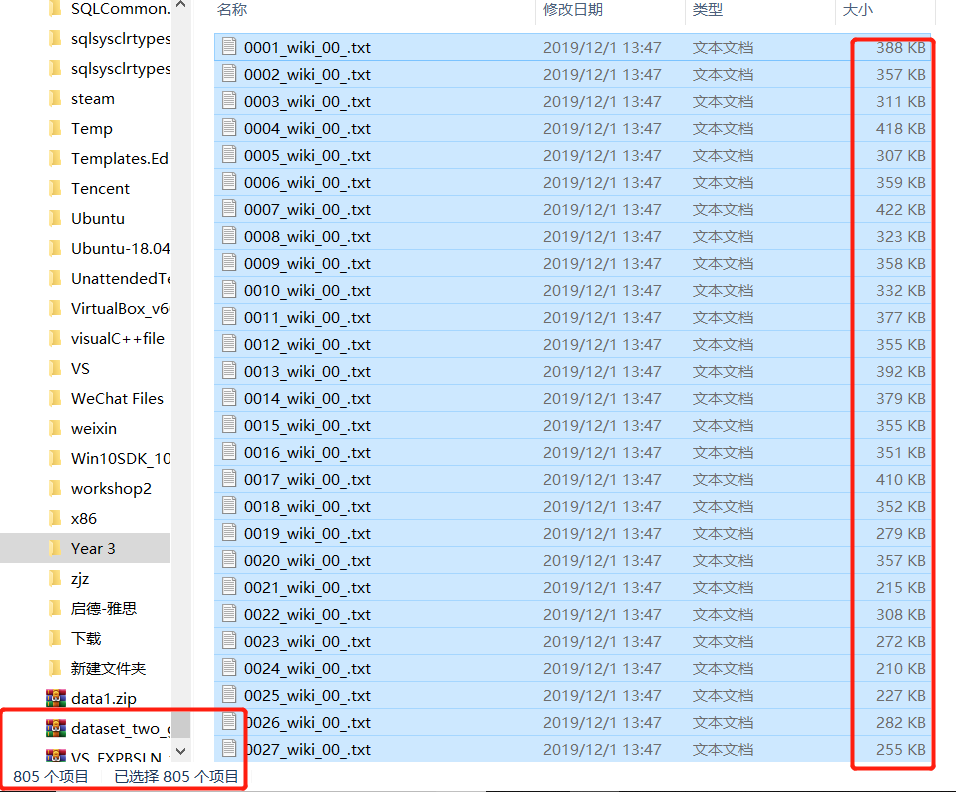 SQLCommon.
sqlsysclrtypes
sqlsysclrtypes
steam
Temp
Templates.Ed
Tencent
Ubuntu
Ubuntu-18.04
UnattendedTe
VirtualBox_v6
visualC++file
VS
WeChat Files
weixin
Win10SDK_10
workshop2
x86
Year 3
zjz
启德-雅思
下载
新建文件夹
data1.zip
dataset_two_g
VS_EXPBSLN_
805 个项目 已选择 805 个项目
名称 修改日期 类型 大小
0001_wiki_00_.txt 2019/12/1 13:47 文本文档 388 KB
0002_wiki_00_.txt 2019/12/1 13:47 文本文档 357 KB
0003_wiki_00_.txt 2019/12/1 13:47 文本文档 311 KB
0004_wiki_00_.txt 2019/12/1 13:47 文本文档 418 KB
0005_wiki_00_.txt 2019/12/1 13:47 文本文档 307 KB
0006_wiki_00_.txt 2019/12/1 13:47 文本文档 359 KB
0007_wiki_00_.txt 2019/12/1 13:47 文本文档 422 KB
0008_wiki_00_.txt 2019/12/1 13:47 文本文档 323 KB
0009_wiki_00_.txt 2019/12/1 13:47 文本文档 358 KB
0010_wiki_00_.txt 2019/12/1 13:47 文本文档 332 KB
0011_wiki_00_.txt 2019/12/1 13:47 文本文档 377 KB
0012_wiki_00_.txt 2019/12/1 13:47 文本文档 355 KB
0013_wiki_00_.txt 2019/12/1 13:47 文本文档 392 KB
0014_wiki_00_.txt 2019/12/1 13:47 文本文档 379 KB
0015_wiki_00_.txt 2019/12/1 13:47 文本文档 355 KB
0016_wiki_00_.txt 2019/12/1 13:47 文本文档 351 KB
0017_wiki_00_.txt 2019/12/1 13:47 文本文档 410 KB
0018_wiki_00_.txt 2019/12/1 13:47 文本文档 352 KB
0019_wiki_00_.txt 2019/12/1 13:47 文本文档 279 KB
0020_wiki_00_.txt 2019/12/1 13:47 文本文档 357 KB
0021_wiki_00_.txt 2019/12/1 13:47 文本文档 215 KB
0022_wiki_00_.txt 2019/12/1 13:47 文本文档 308 KB
0023_wiki_00_.txt 2019/12/1 13:47 文本文档 272 KB
0024_wiki_00_.txt 2019/12/1 13:47 文本文档 210 KB
0025_wiki_00_.txt 2019/12/1 13:47 文本文档 227 KB
0026_wiki_00_.txt 2019/12/1 13:47 文本文档 282 KB
0027_wiki_00_.txt 2019/12/1 13:47 文本文档 255 KB